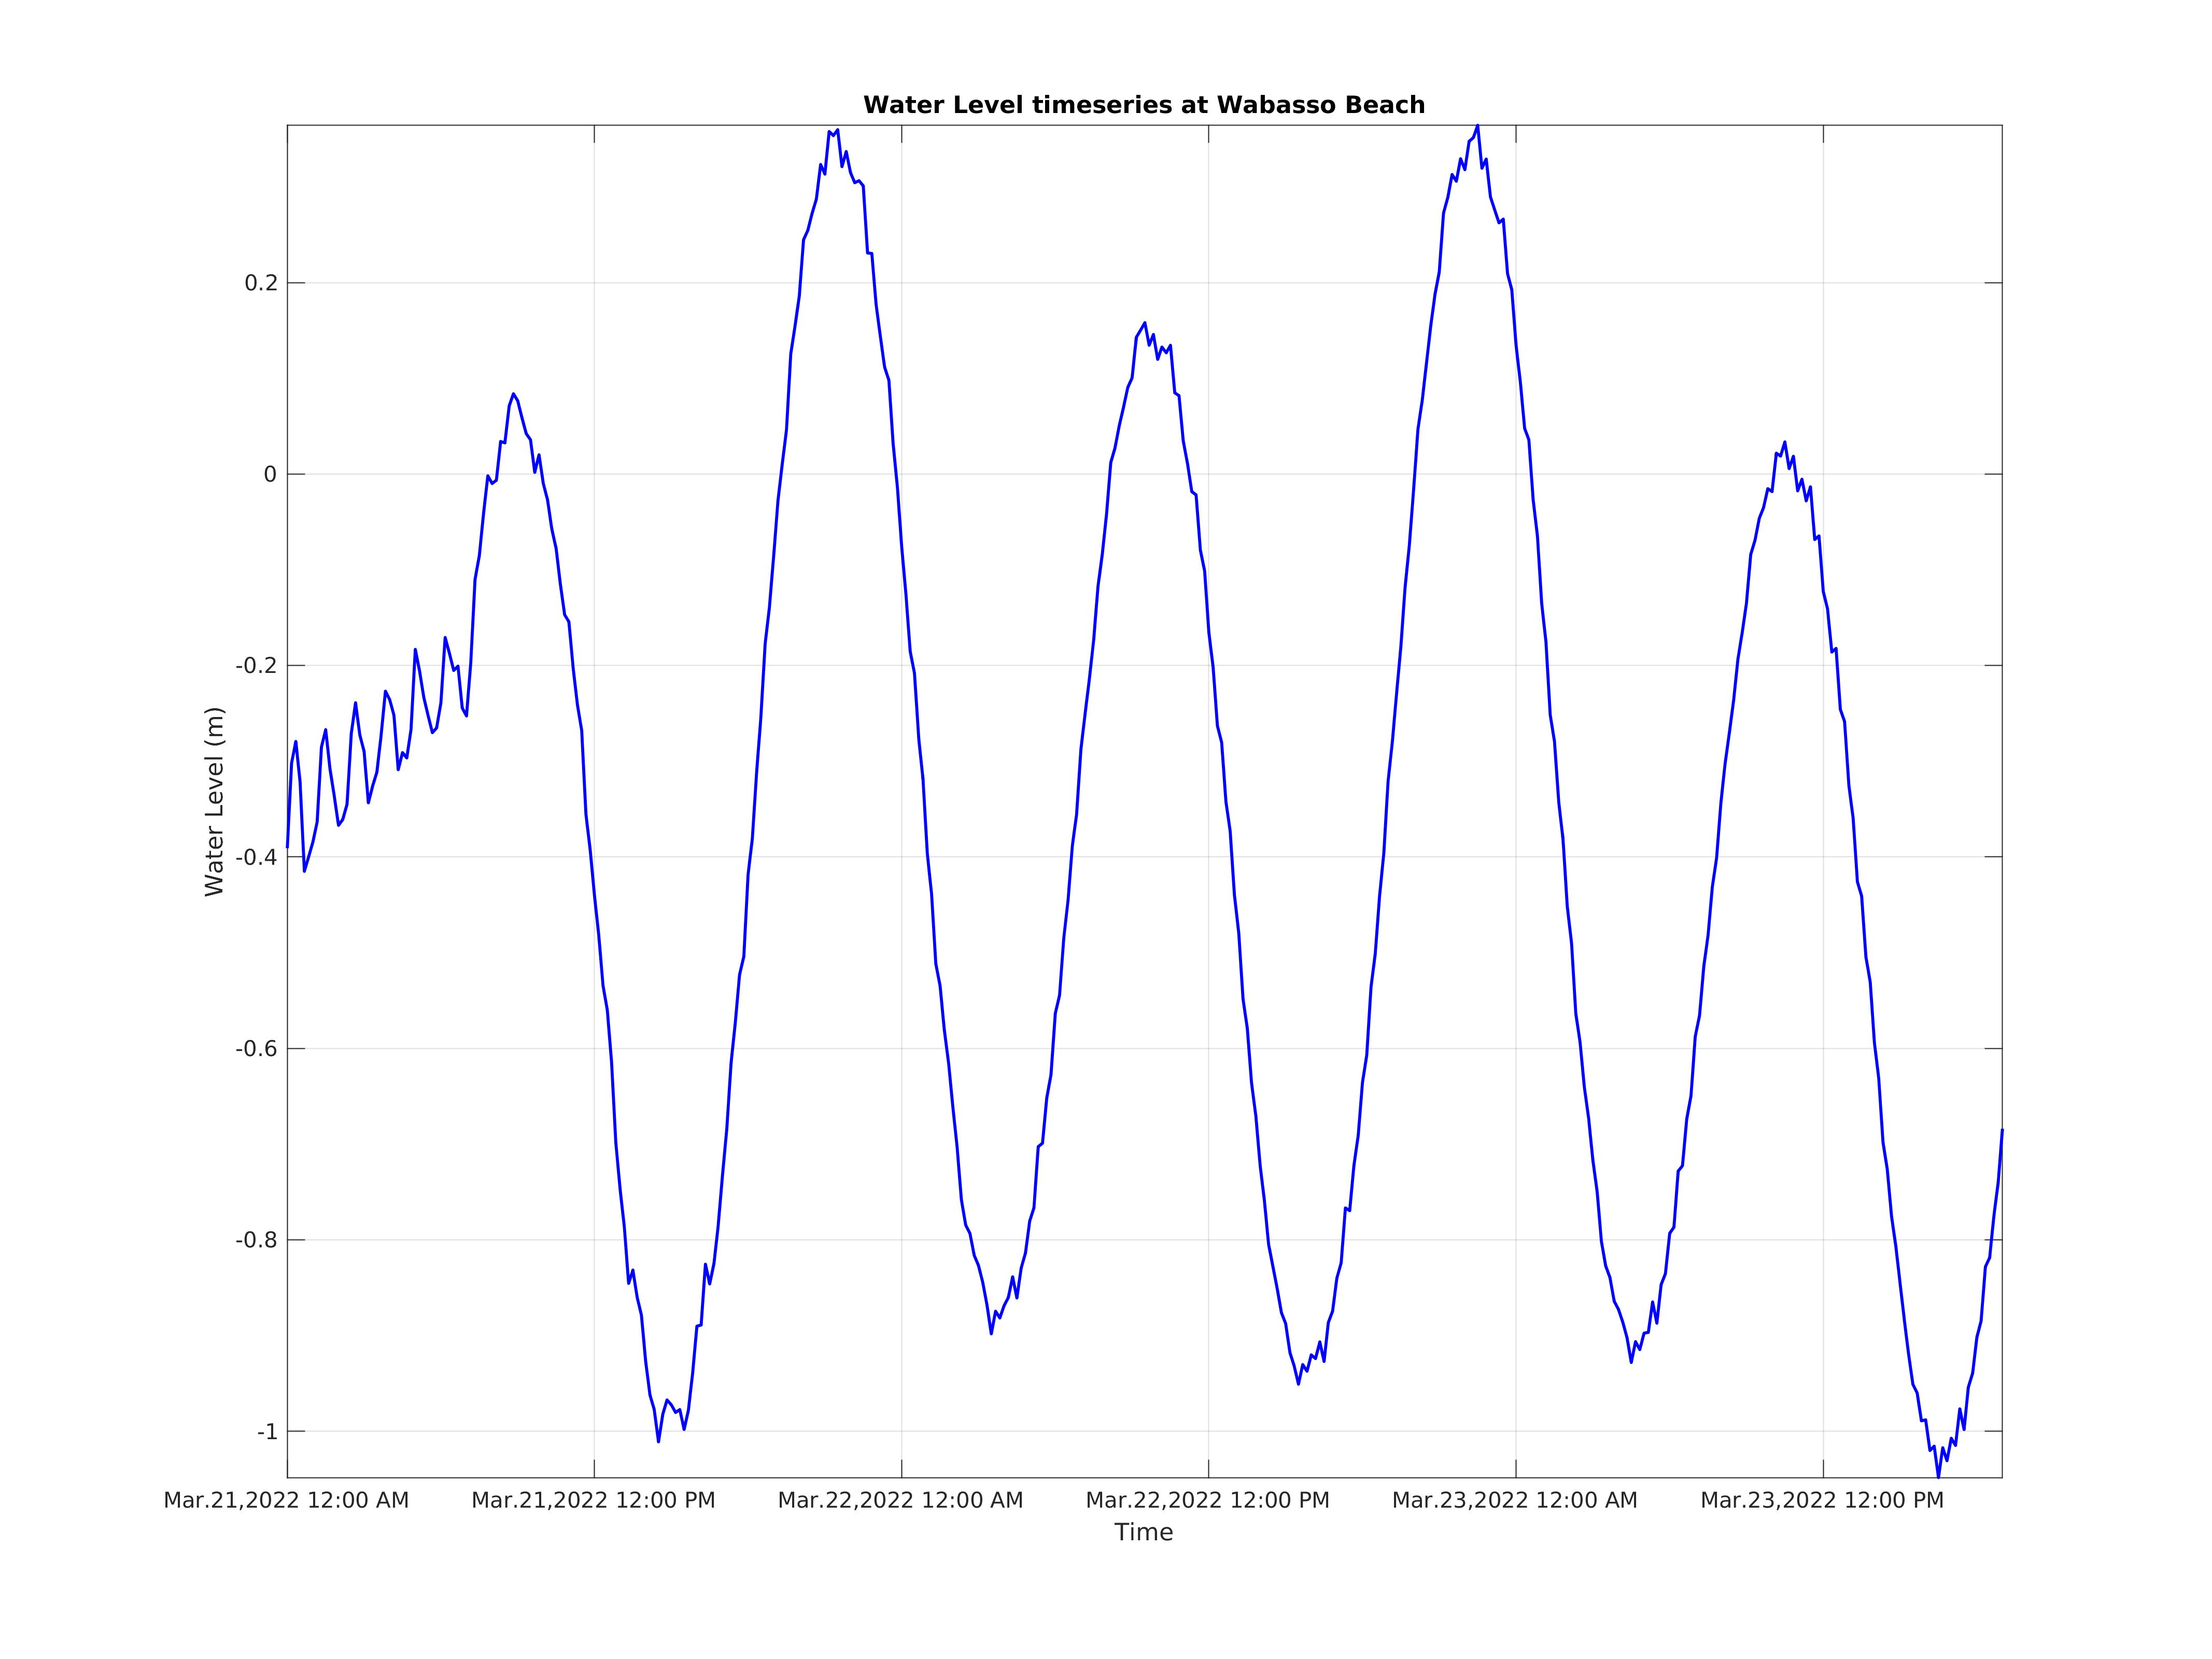 Water Level timeseries at Wabasso Beach
0.2
0
-0.2
-0.4
-0.6
-0.8
-1
Water Level (m)
Mar.21,2022 12:00 AM Mar.21,2022 12:00 PM Mar.22,2022 12:00 AM Mar.22,2022 12:00 PM Mar.23,2022 12:00 AM Mar.23,2022 12:00 PM
Time